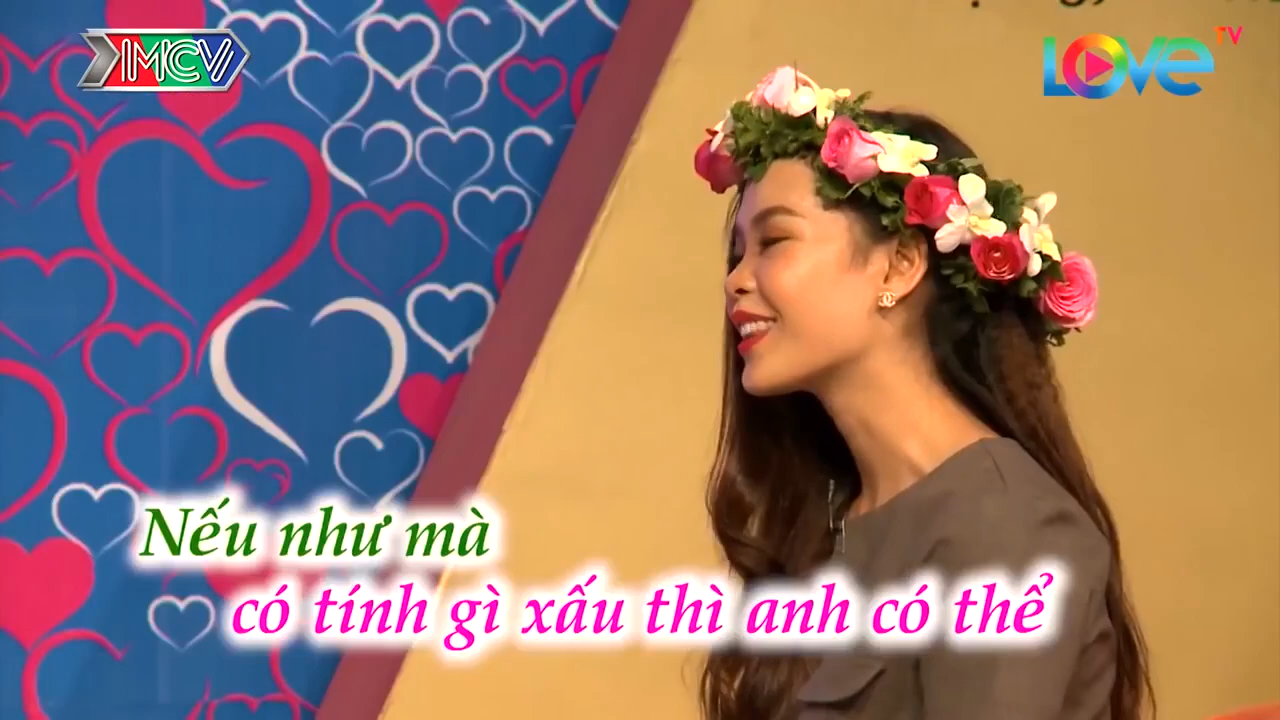 MCV
LOVE TV
Nếu như mà
có tính gì xấu thì anh có thể